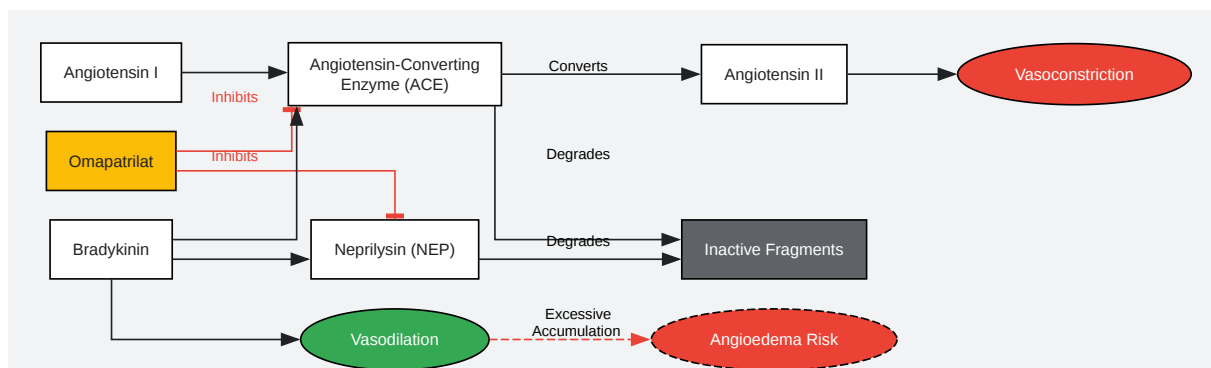 Angiotensin I
Angiotensin-Converting
Enzyme (ACE)
Converts
Angiotensin II
Vasoconstriction
Inhibits
Omapatrilat
Inhibits
Degrades
Bradykinin
Neprilysin (NEP)
Degrades
Inactive Fragments
Vasodilation
Excessive
Accumulation
Angioedema Risk